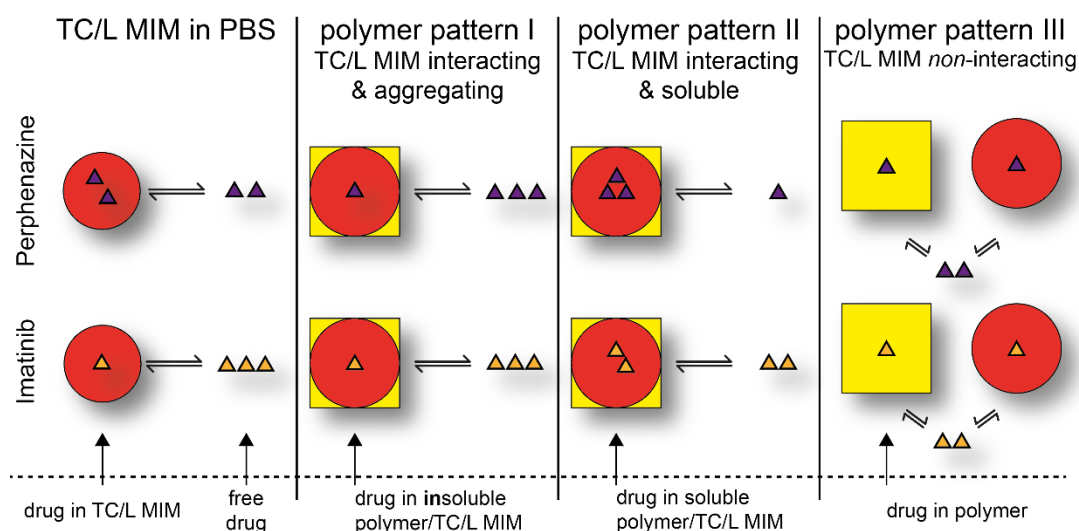 TC/L MIM in PBS
polymer pattern I
TC/L MIM interacting
& aggregating
polymer pattern II
TC/L MIM interacting
& soluble
polymer pattern III
TC/L MIM non-interacting
Perphenazine
Imatinib
drug in TC/L MIM
free
drug
drug in insoluble
polymer/TC/L MIM
drug in soluble
polymer/TC/L MIM
drug in polymer